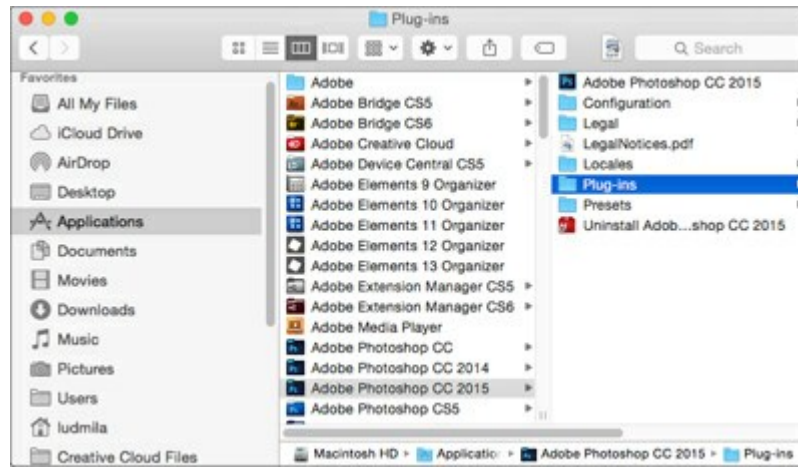 Plug-ins
Search
Favorites
All My Files
iCloud Drive
AirDrop
Desktop
Applications
Documents
Movies
Downloads
Music
Pictures
Users
ludmila
Creative Cloud Files
Adobe
Adobe Bridge CS5
Adobe Bridge CS6
Adobe Creative Cloud
Adobe Device Central CS5
Adobe Elements 9 Organizer
Adobe Elements 10 Organizer
Adobe Elements 11 Organizer
Adobe Elements 12 Organizer
Adobe Elements 13 Organizer
Adobe Extension Manager CS5
Adobe Extension Manager CS6
Adobe Media Player
Adobe Photoshop CC
Adobe Photoshop CC 2014
Adobe Photoshop CC 2015
Adobe Photoshop CS5
Adobe Photoshop CC 2015
Configuration
Legal
LegalNotices.pdf
Locales
Plug-ins
Presets
Uninstall Adob...shop CC 2015
Macintosh HD ▸ Applicatio ▸ Adobe Photoshop CC 2015 ▸ Plug-ins